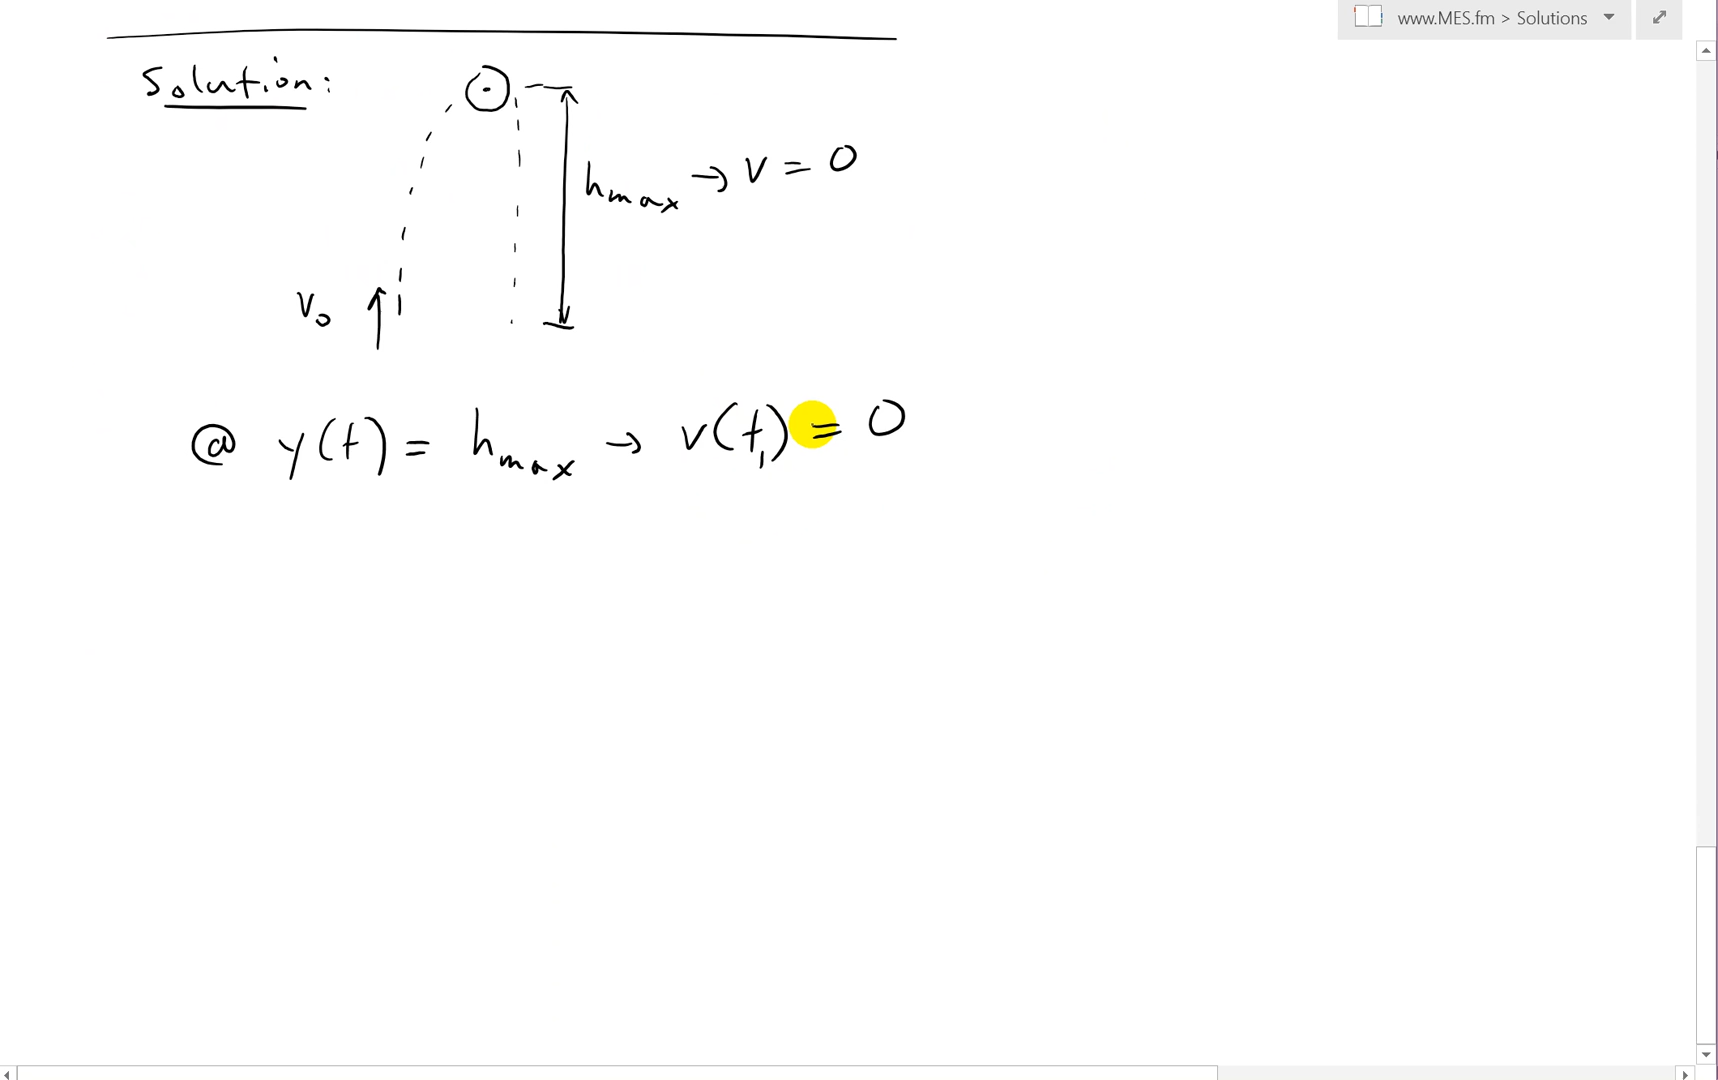 www.MES.fm > Solutions
Solution:
hmax → v = 0
v₀
@ y(t) = hmax → v(t₁) = 0